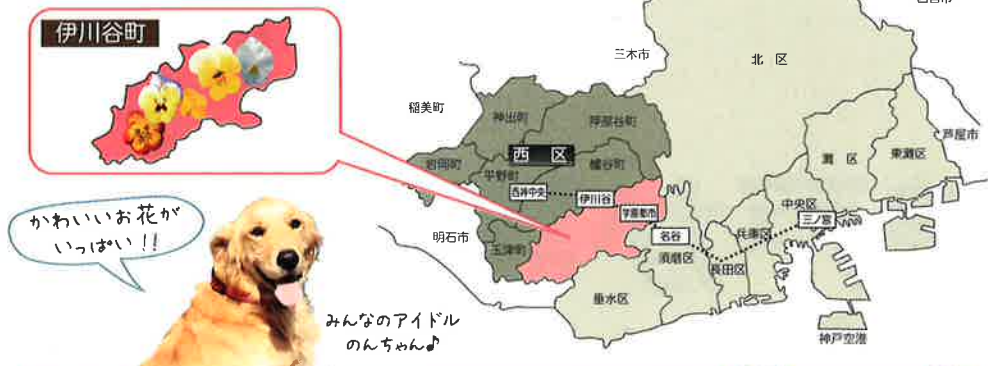 伊川谷町
かわいいお花が
いっぱい!!
みんなのアイドル
のんちゃん♪
三木市
北 区
稲美町
神出町
押部谷町
芦屋市
西 区
岩岡町
平野町
櫨谷町
灘 区
東灘区
西神中央
伊川谷
学園都市
中央区
三ノ宮
明石市
名谷
兵庫区
玉津町
須磨区
長田区
垂水区
神戸空港